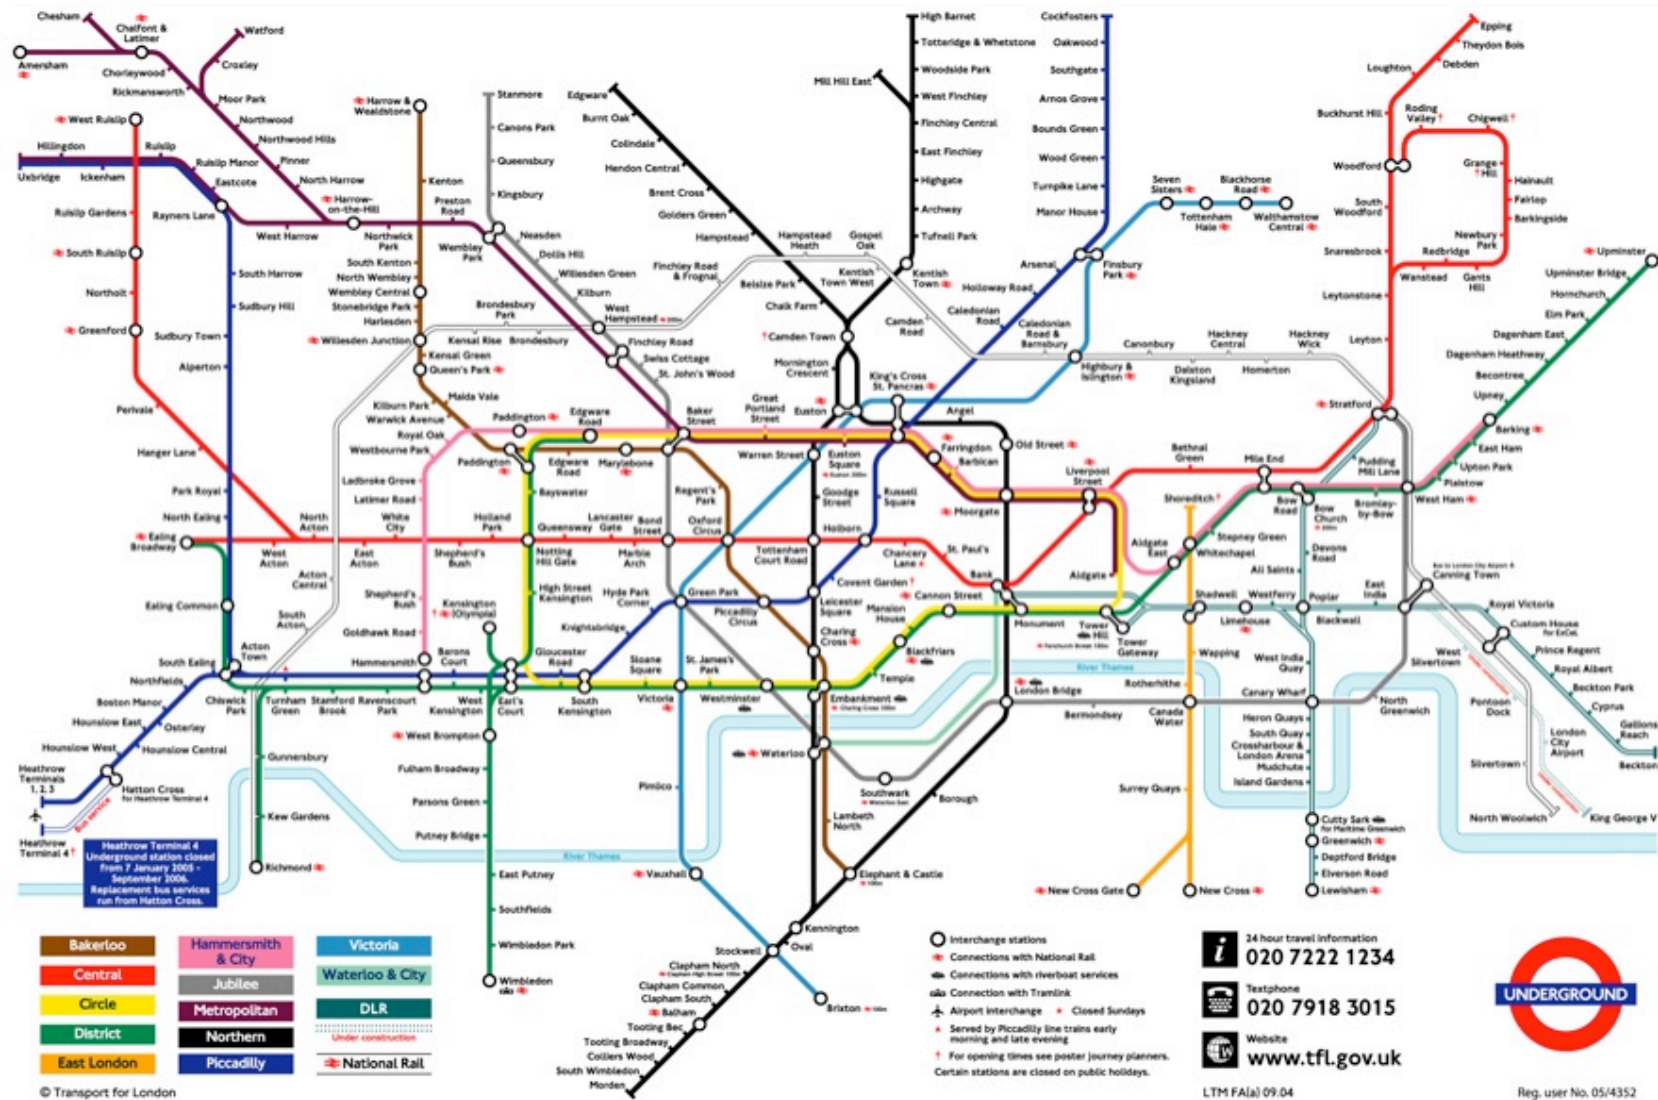 Chesham
Chalfont &
Latimer
Watford
Amersham
Chorleywood
Croxley
Rickmansworth
Moor Park
Northwood
Northwood Hills
Pinner
North Harrow
Harrow-
on-the-Hill
West Ruislip
Hillingdon
Ruislip
Ruislip Manor
Eastcote
Uxbridge
Ickenham
Rayners Lane
West Harrow
Northwick
Park
Preston
Road
Wembley
Park
Ruislip Gardens
South Ruislip
Northolt
Greenford
Perivale
Hanger Lane
South Harrow
Sudbury Hill
Sudbury Town
Alperton
Park Royal
North Ealing
Ealing
Broadway
Ealing Common
South Ealing
Acton
Town
Northfields
Boston Manor
Hounslow East
Osterley
Hounslow West
Hounslow Central
Heathrow
Terminals
1, 2, 3
Hatton Cross
for Heathrow Terminal 4
Bus service
Heathrow
Terminal 4†
Heathrow Terminal 4
Underground station closed
from 7 January 2005 -
September 2006.
Replacement bus services
run from Hatton Cross.
Harrow &
Wealdstone
Kenton
South Kenton
North Wembley
Wembley Central
Stonebridge Park
Harlesden
Willesden Junction
Kensal Green
Queen's Park
Kilburn Park
Maida Vale
Warwick Avenue
Royal Oak
Westbourne Park
Ladbroke Grove
Latimer Road
Paddington
Edgware
Road
Paddington
Edgware
Road
Marylebone
Baker
Street
Stanmore
Canons Park
Queensbury
Kingsbury
Neasden
Dollis Hill
Willesden Green
Kilburn
West
Hampstead
Finchley Road
Swiss Cottage
St. John's Wood
Brondesbury
Park
Kensal Rise
Brondesbury
Finchley Road
& Frognal
Hampstead
Heath
Gospel
Oak
Kentish
Town West
Camden
Road
Caledonian
Road &
Barnsbury
Canonbury
Dalston
Kingsland
Hackney
Central
Homerton
Hackney
Wick
Edgware
Burnt Oak
Colindale
Hendon Central
Brent Cross
Golders Green
Hampstead
Belsize Park
Chalk Farm
Camden Town
Mornington
Crescent
Euston
High Barnet
Totteridge & Whetstone
Woodside Park
Mill Hill East
West Finchley
Finchley Central
East Finchley
Highgate
Archway
Tufnell Park
Kentish
Town
Cockfosters
Oakwood
Southgate
Arnos Grove
Bounds Green
Wood Green
Turnpike Lane
Manor House
Finsbury
Park
Arsenal
Holloway Road
Caledonian
Road
King's Cross
St. Pancras
Seven
Sisters
Tottenham
Hale
Blackhorse
Road
Walthamstow
Central
Highbury &
Islington
Epping
Theydon Bois
Debden
Loughton
Buckhurst Hill
Roding
Valley†
Chigwell†
Woodford
Grange
†Hill
Hainault
Fairlop
Barkingside
Newbury
Park
South
Woodford
Snaresbrook
Redbridge
Wanstead
Gants
Hill
Leytonstone
Leyton
Stratford
Upminster
Upminster Bridge
Hornchurch
Elm Park
Dagenham East
Dagenham Heathway
Becontree
Upney
Barking
East Ham
Upton Park
Plaistow
West Ham
Pudding
Mill Lane
Bromley-
by-Bow
Bow
Road
Bow
Church
Mile End
Bethnal
Green
Liverpool
Street
Shoreditch†
Stepney Green
Whitechapel
Aldgate
East
Aldgate
Angel
Old Street
Farringdon
Barbican
Moorgate
Great
Portland
Street
Euston
Square
Warren Street
Goodge
Street
Russell
Square
Regent's
Park
Oxford
Circus
Bond
Street
Marble
Arch
Lancaster
Gate
Queensway
Notting
Hill Gate
Bayswater
Holland
Park
Shepherd's
Bush
White
City
East
Acton
North
Acton
West
Acton
Acton
Central
South
Acton
Shepherd's
Bush
Goldhawk Road
Hammersmith
Kensington
(Olympia)
High Street
Kensington
Tottenham
Court Road
Holborn
Chancery
Lane
St. Paul's
Bank
Covent Garden†
Leicester
Square
Piccadilly
Circus
Green Park
Hyde Park
Corner
Knightsbridge
Charing
Cross
Cannon Street
Mansion
House
Blackfriars
Temple
Monument
Tower
Hill
Tower
Gateway
Embankment
Westminster
St. James's
Park
Victoria
Sloane
Square
South
Kensington
Gloucester
Road
Earl's
Court
Barons
Court
West
Kensington
Ravenscourt
Park
Stamford
Brook
Turnham
Green
Chiswick
Park
Gunnersbury
Kew Gardens
Richmond
West Brompton
Fulham Broadway
Parsons Green
Putney Bridge
East Putney
Southfields
Wimbledon Park
Wimbledon
Pimlico
Vauxhall
Stockwell
Brixton
Waterloo
Southwark
Lambeth
North
Elephant & Castle
Borough
London Bridge
Bermondsey
Canada
Water
Kennington
Oval
Clapham North
Clapham Common
Clapham South
Balham
Tooting Bec
Tooting Broadway
Colliers Wood
South Wimbledon
Morden
Shadwell
Wapping
Rotherhithe
Surrey Quays
New Cross Gate
New Cross
Limehouse
Westferry
Poplar
All Saints
Devons
Road
Blackwall
East
India
Canning Town
West India
Quay
Canary Wharf
Heron Quays
South Quay
Crossharbour &
London Arena
Mudchute
Island Gardens
Cutty Sark
for Maritime Greenwich
Greenwich
Deptford Bridge
Elverson Road
Lewisham
North
Greenwich
Royal Victoria
Custom House
for ExCeL
Prince Regent
Royal Albert
Beckton Park
Cyprus
Gallions
Reach
Beckton
West
Silvertown
Pontoon
Dock
London
City
Airport
Silvertown
North Woolwich
King George V
River Thames
River Thames
Bakerloo
Central
Circle
District
East London
Hammersmith
& City
Jubilee
Metropolitan
Northern
Piccadilly
Victoria
Waterloo & City
DLR
Under construction
National Rail
Interchange stations
Connections with National Rail
Connections with riverboat services
Connection with Tramlink
Airport interchange
Closed Sundays
Served by Piccadilly line trains early
morning and late evening
† For opening times see poster journey planners.
Certain stations are closed on public holidays.
24 hour travel information
020 7222 1234
Textphone
020 7918 3015
Website
www.tfl.gov.uk
UNDERGROUND
© Transport for London
LTM FA(a) 09.04
Reg. user No. 05/4352